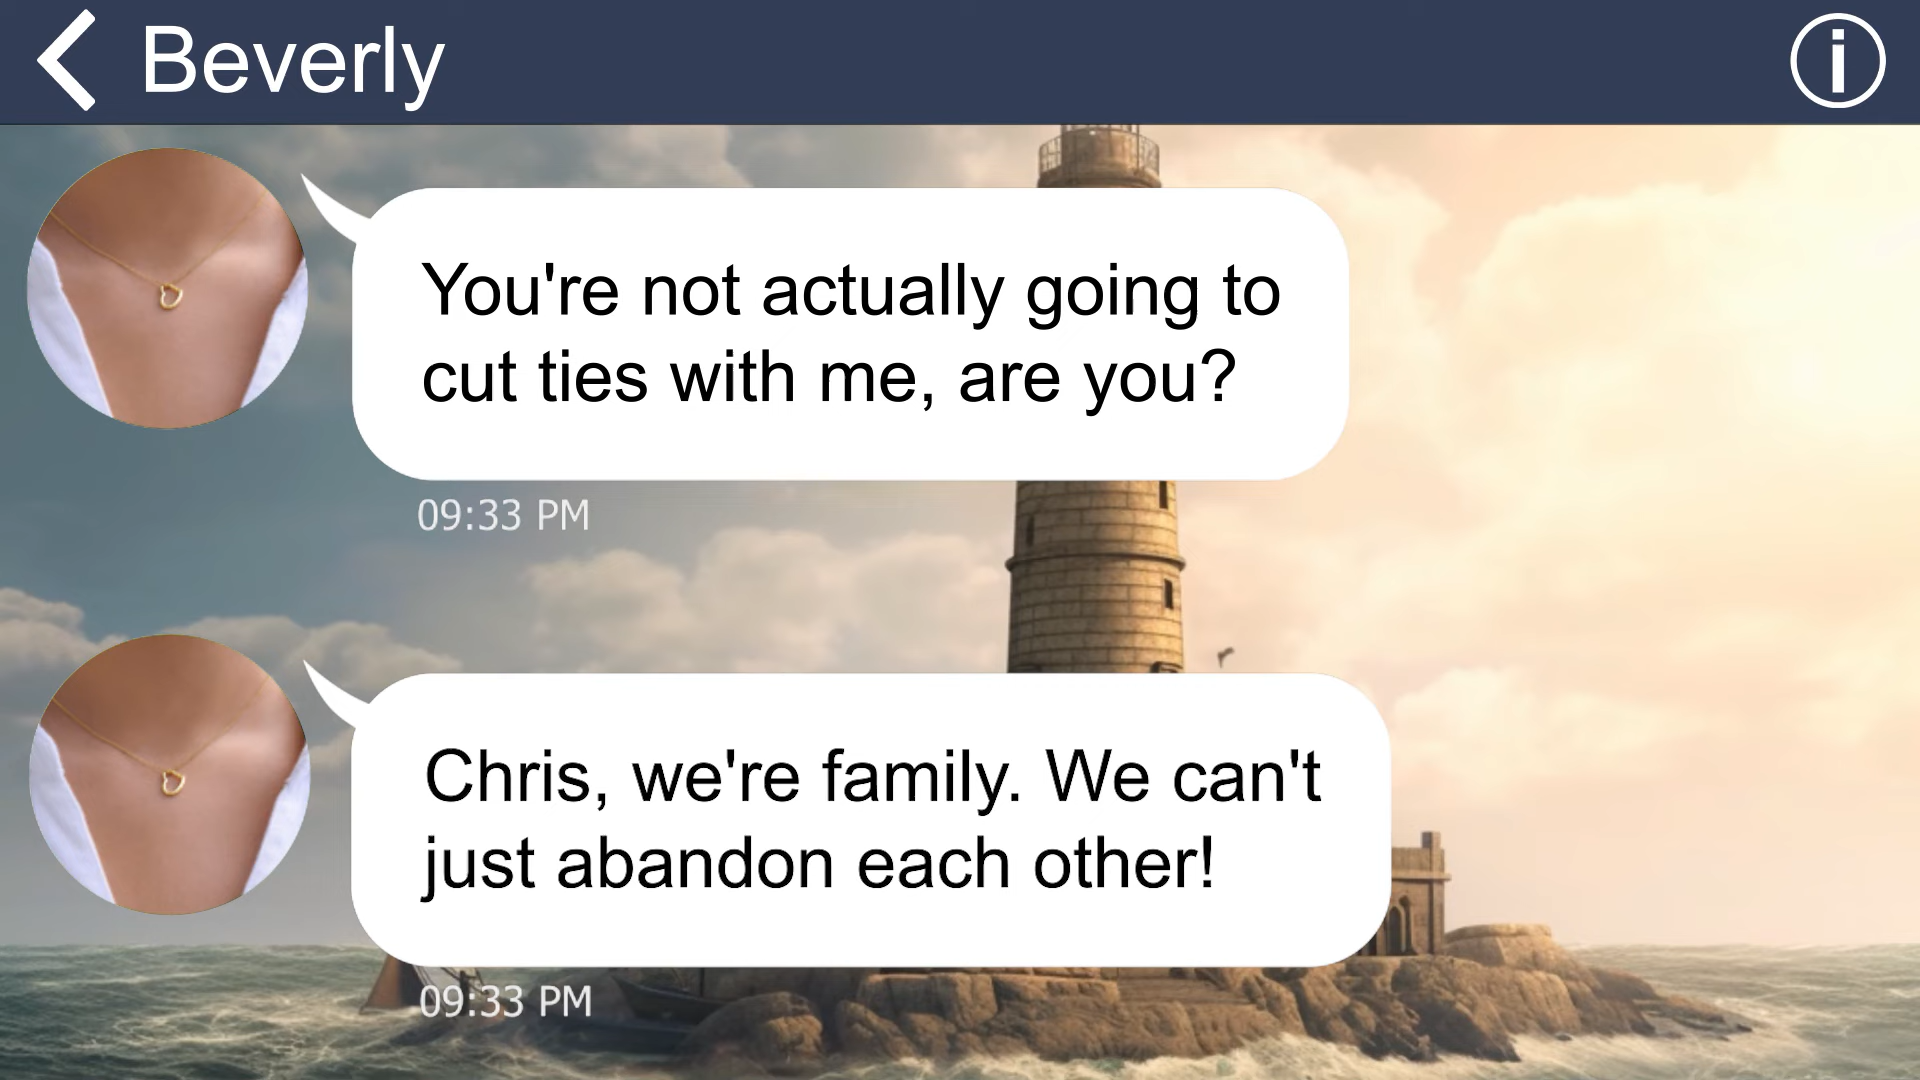 Beverly
You're not actually going to
cut ties with me, are you?
09:33 PM
Chris, we're family. We can't
just abandon each other!
09:33 PM